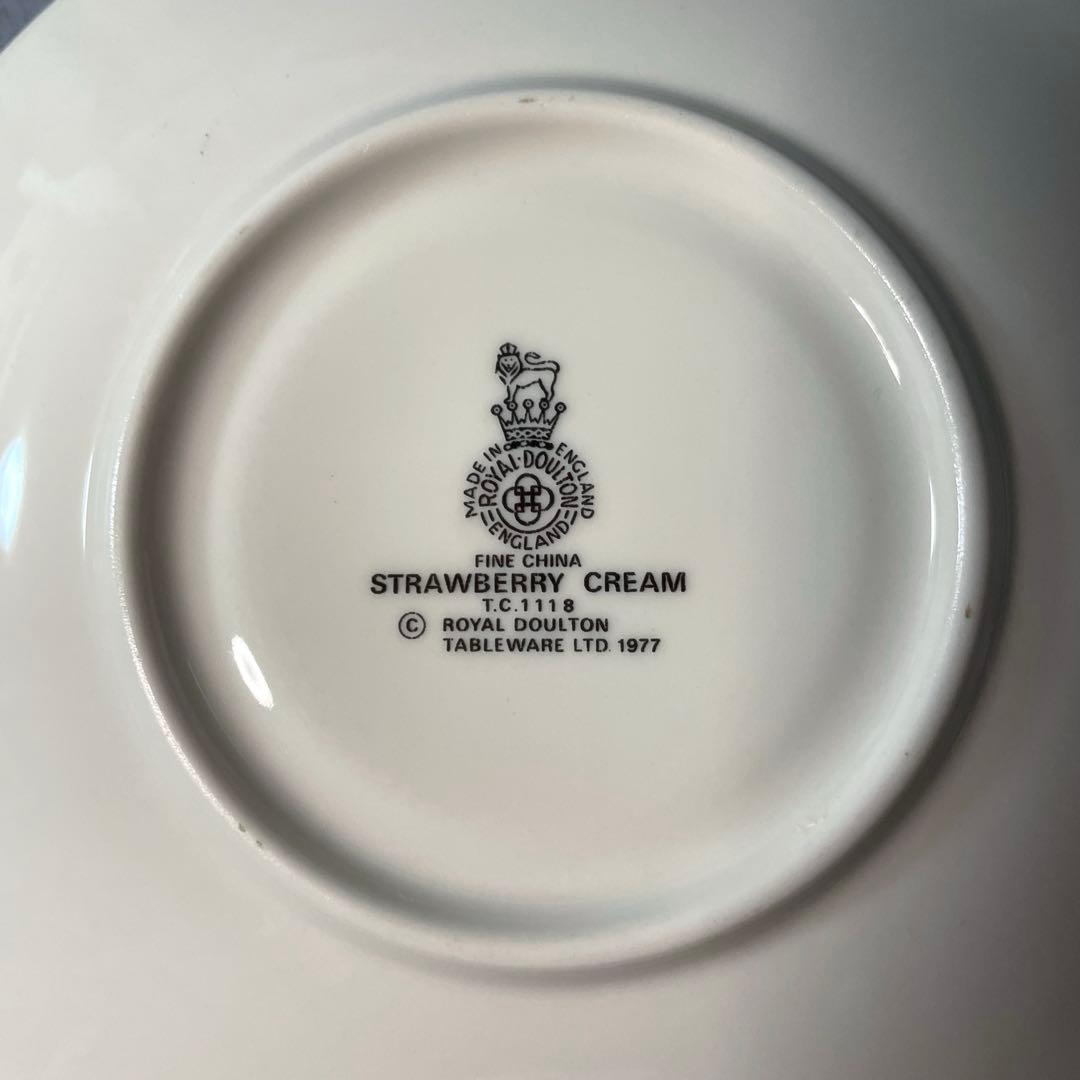 MADE IN ENGLAND
ROYAL·DOULTON
ENGLAND
FINE CHINA
STRAWBERRY CREAM
T.C.1118
© ROYAL DOULTON
TABLEWARE LTD. 1977